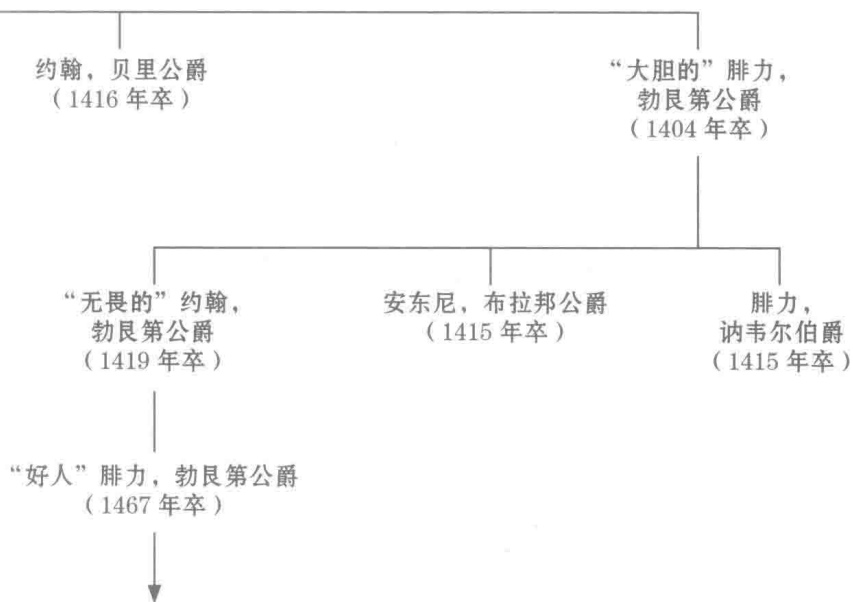 约翰，贝里公爵
（1416 年卒）
“大胆的”腓力，
勃艮第公爵
（1404 年卒）
“无畏的”约翰，
勃艮第公爵
（1419 年卒）
安东尼，布拉邦公爵
（1415 年卒）
腓力，
讷韦尔伯爵
（1415 年卒）
“好人”腓力，勃艮第公爵
（1467 年卒）